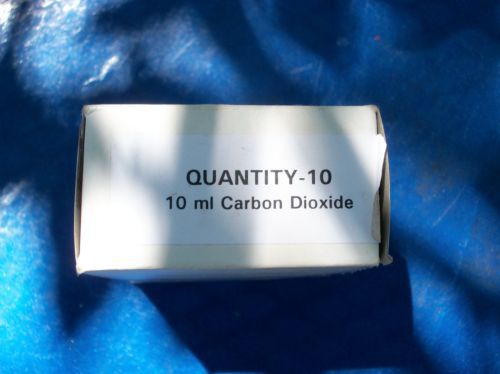 QUANTITY-10
10 ml Carbon Dioxide